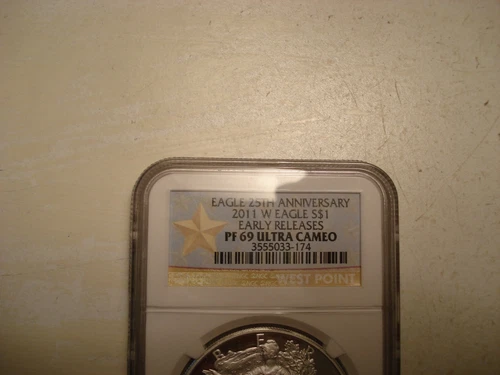 EAGLE 25TH ANNIVERSARY
2011 W EAGLE S$1
EARLY RELEASES
PF 69 ULTRA CAMEO
3555033-174
WEST POINT